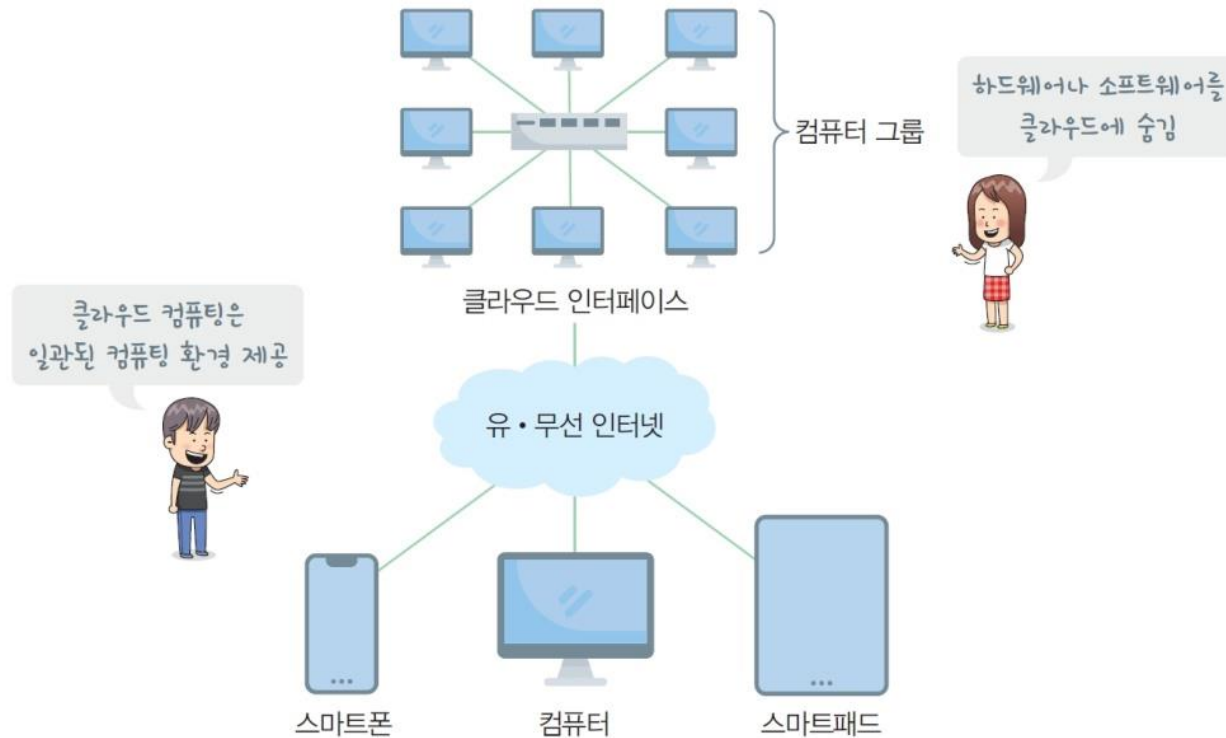 하드웨어나 소프트웨어를
클라우드에 숨김
컴퓨터 그룹
클라우드 인터페이스
클라우드 컴퓨팅은
일관된 컴퓨팅 환경 제공
유•무선 인터넷
스마트폰
컴퓨터
스마트패드